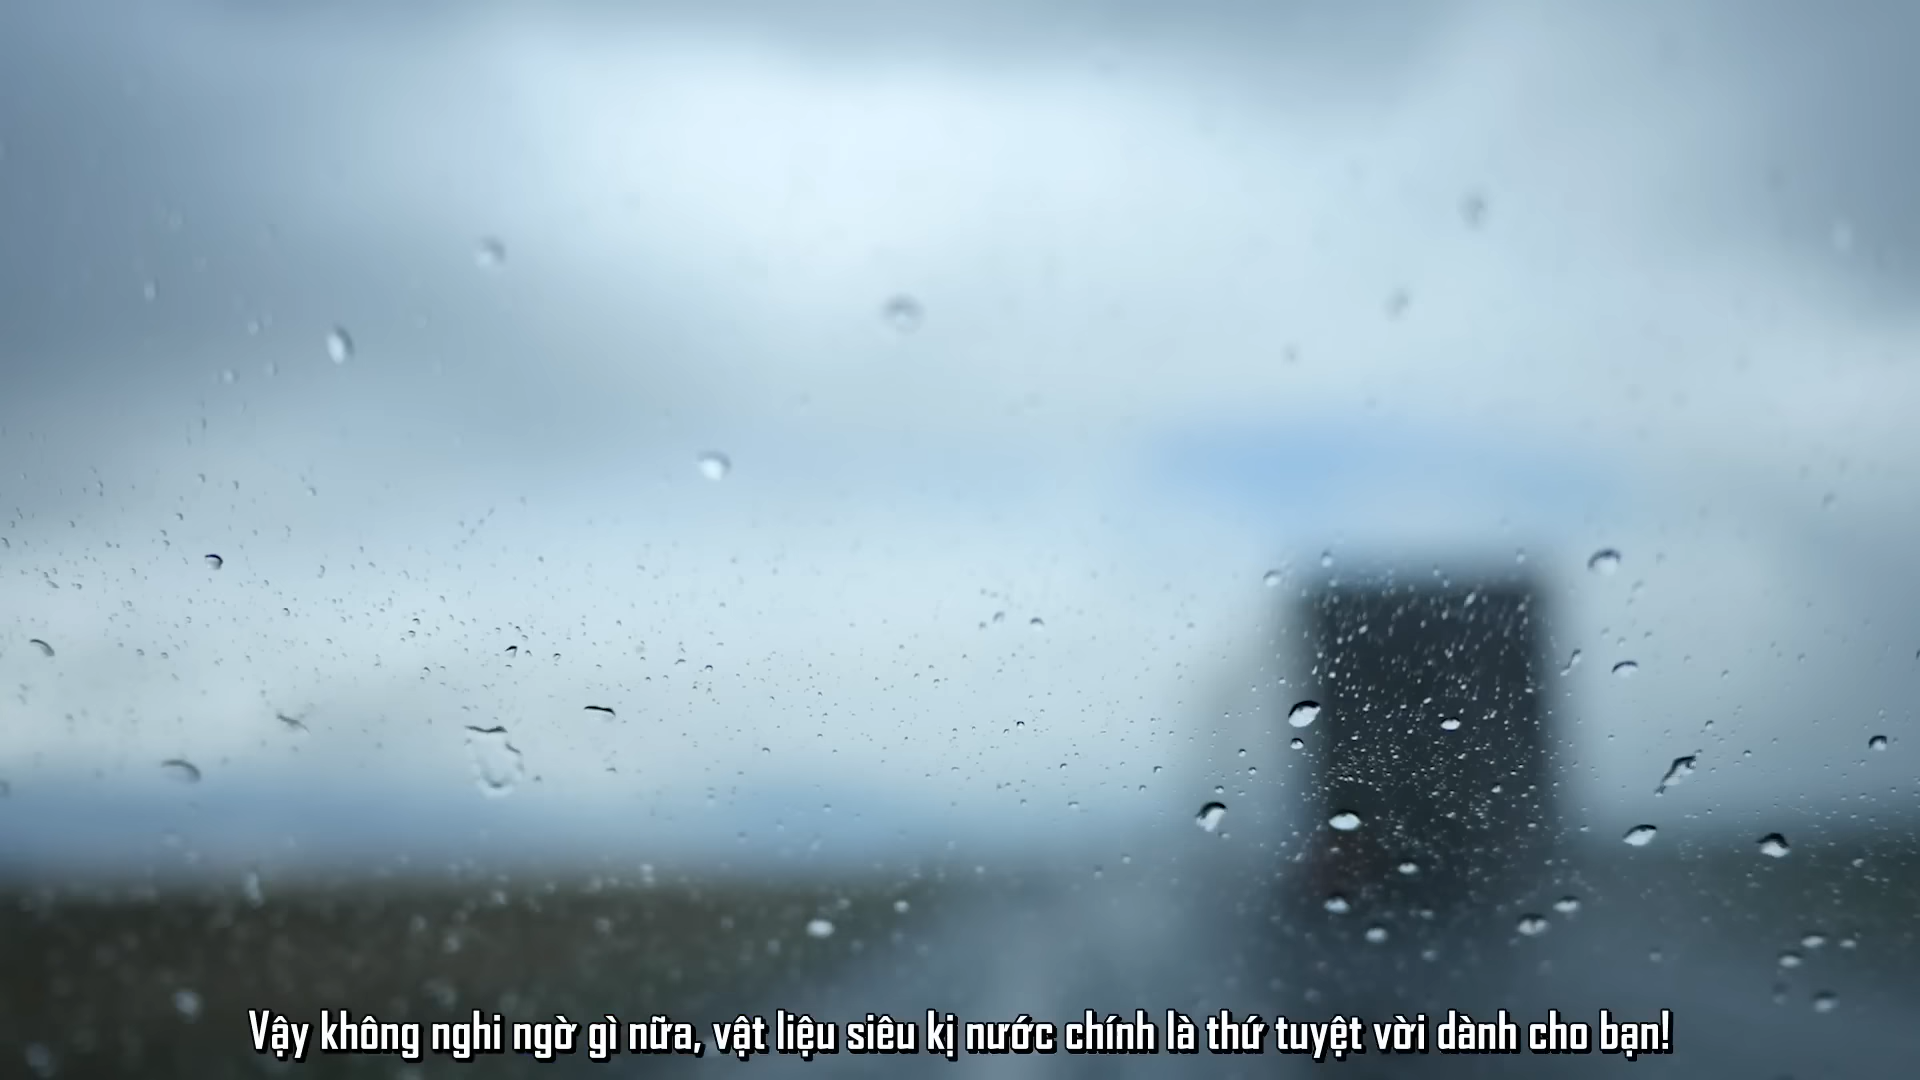 Vậy không nghi ngờ gì nữa, vật liệu siêu kị nước chính là thứ tuyệt vời dành cho bạn!